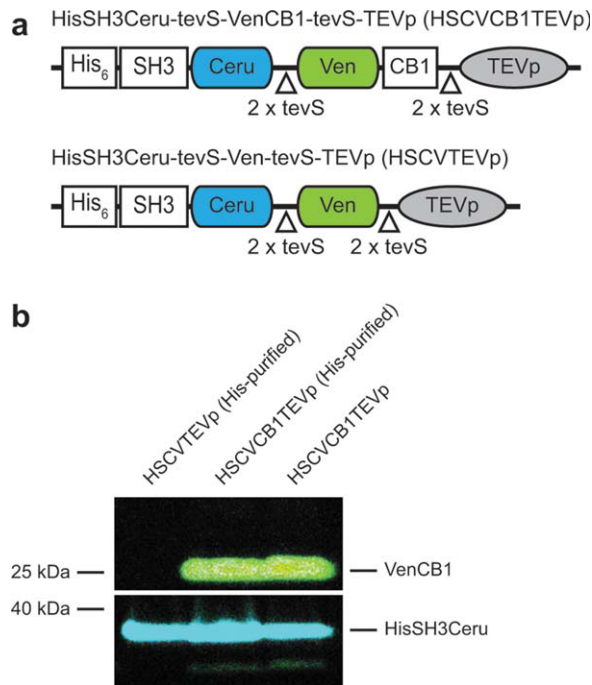 a
HisSH3Ceru-tevS-VenCB1-tevS-TEVp (HSCVCB1TEVp)
His6 SH3 Ceru Ven CB1 TEVp
2 x tevS 2 x tevS
HisSH3Ceru-tevS-Ven-tevS-TEVp (HSCVTEVp)
His6 SH3 Ceru Ven TEVp
2 x tevS 2 x tevS
b
HSCVTEVp (His-purified)
HSCVCB1TEVp (His-purified)
HSCVCB1TEVp
25 kDa VenCB1
40 kDa
HisSH3Ceru